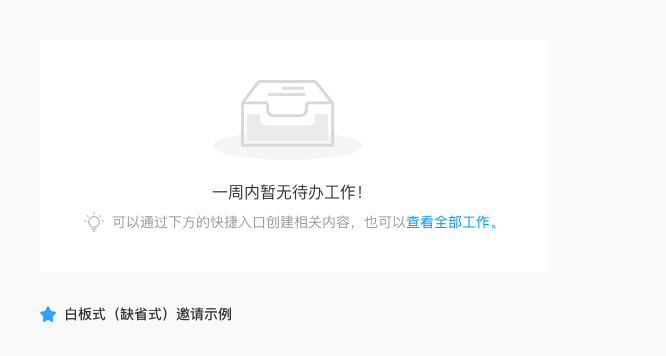 一周内暂无待办工作！
可以通过下方的快捷入口创建相关内容，也可以查看全部工作。
白板式（缺省式）邀请示例